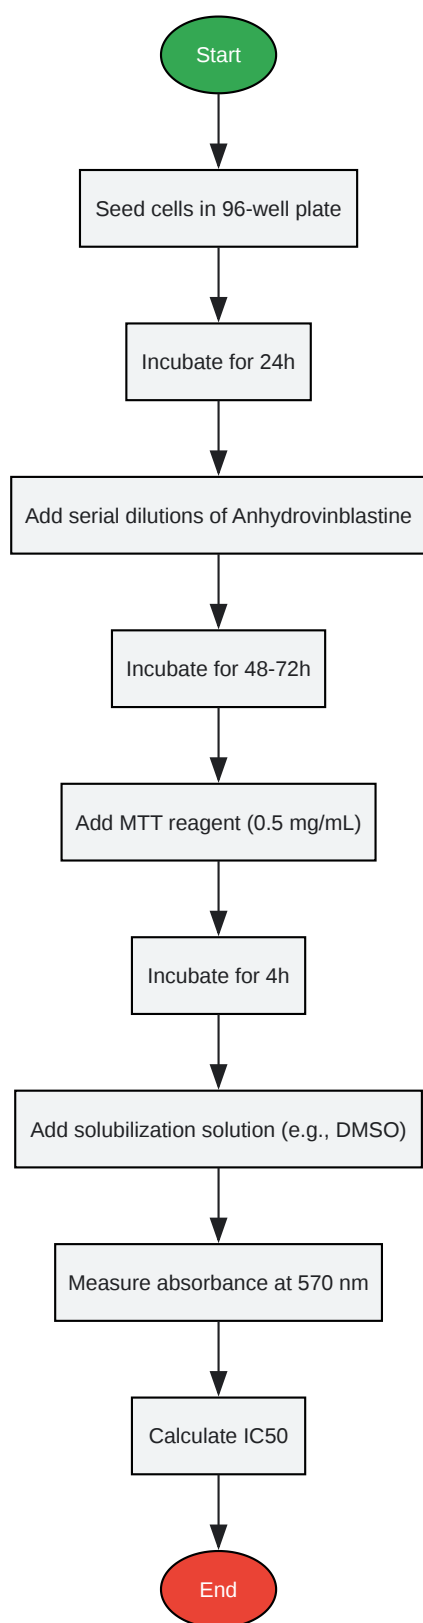 Start
Seed cells in 96-well plate
Incubate for 24h
Add serial dilutions of Anhydrovinblastine
Incubate for 48-72h
Add MTT reagent (0.5 mg/mL)
Incubate for 4h
Add solubilization solution (e.g., DMSO)
Measure absorbance at 570 nm
Calculate IC50
End